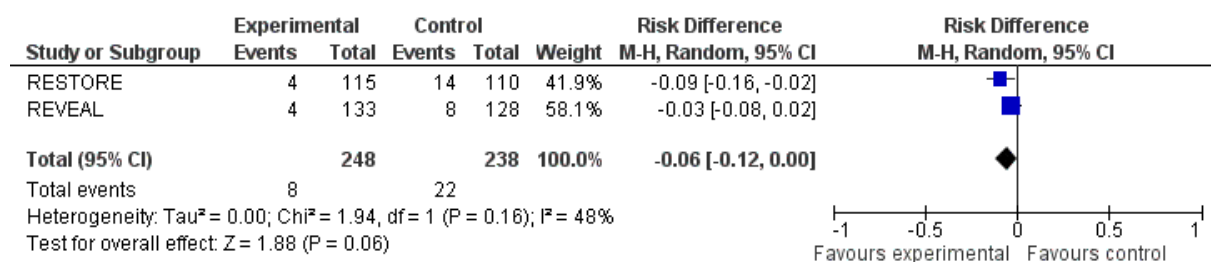 Experimental Control Risk Difference Risk Difference
Study or Subgroup Events Total Events Total Weight M-H, Random, 95% CI M-H, Random, 95% CI
RESTORE 4 115 14 110 41.9% -0.09 [-0.16, -0.02]
REVEAL 4 133 8 128 58.1% -0.03 [-0.08, 0.02]
Total (95% CI) 248 238 100.0% -0.06 [-0.12, 0.00]
Total events 8 22
Heterogeneity: Tau² = 0.00; Chi² = 1.94, df = 1 (P = 0.16); I² = 48%
Test for overall effect: Z = 1.88 (P = 0.06)
-1 -0.5 0 0.5 1
Favours experimental Favours control